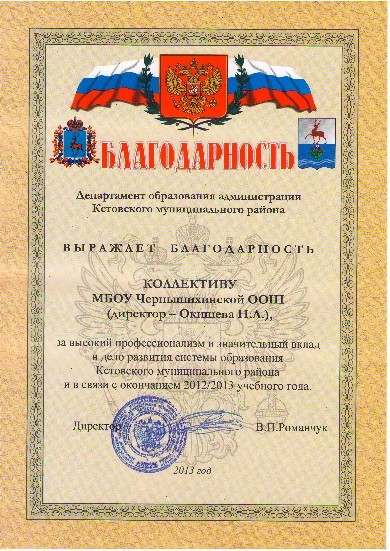 БЛАГОДАРНОСТЬ
Департамент образования администрации
Кстовского муниципального района
ВЫРАЖАЕТ БЛАГОДАРНОСТЬ
КОЛЛЕКТИВУ
МБОУ Чернышихинской ООШ
(директор – Окишева Н.А.),
за высокий профессионализм и значительный вклад
в дело развития системы образования
Кстовского муниципального района
и в связи с окончанием 2012/2013 учебного года.
Директор В.П.Романчук
2013 год